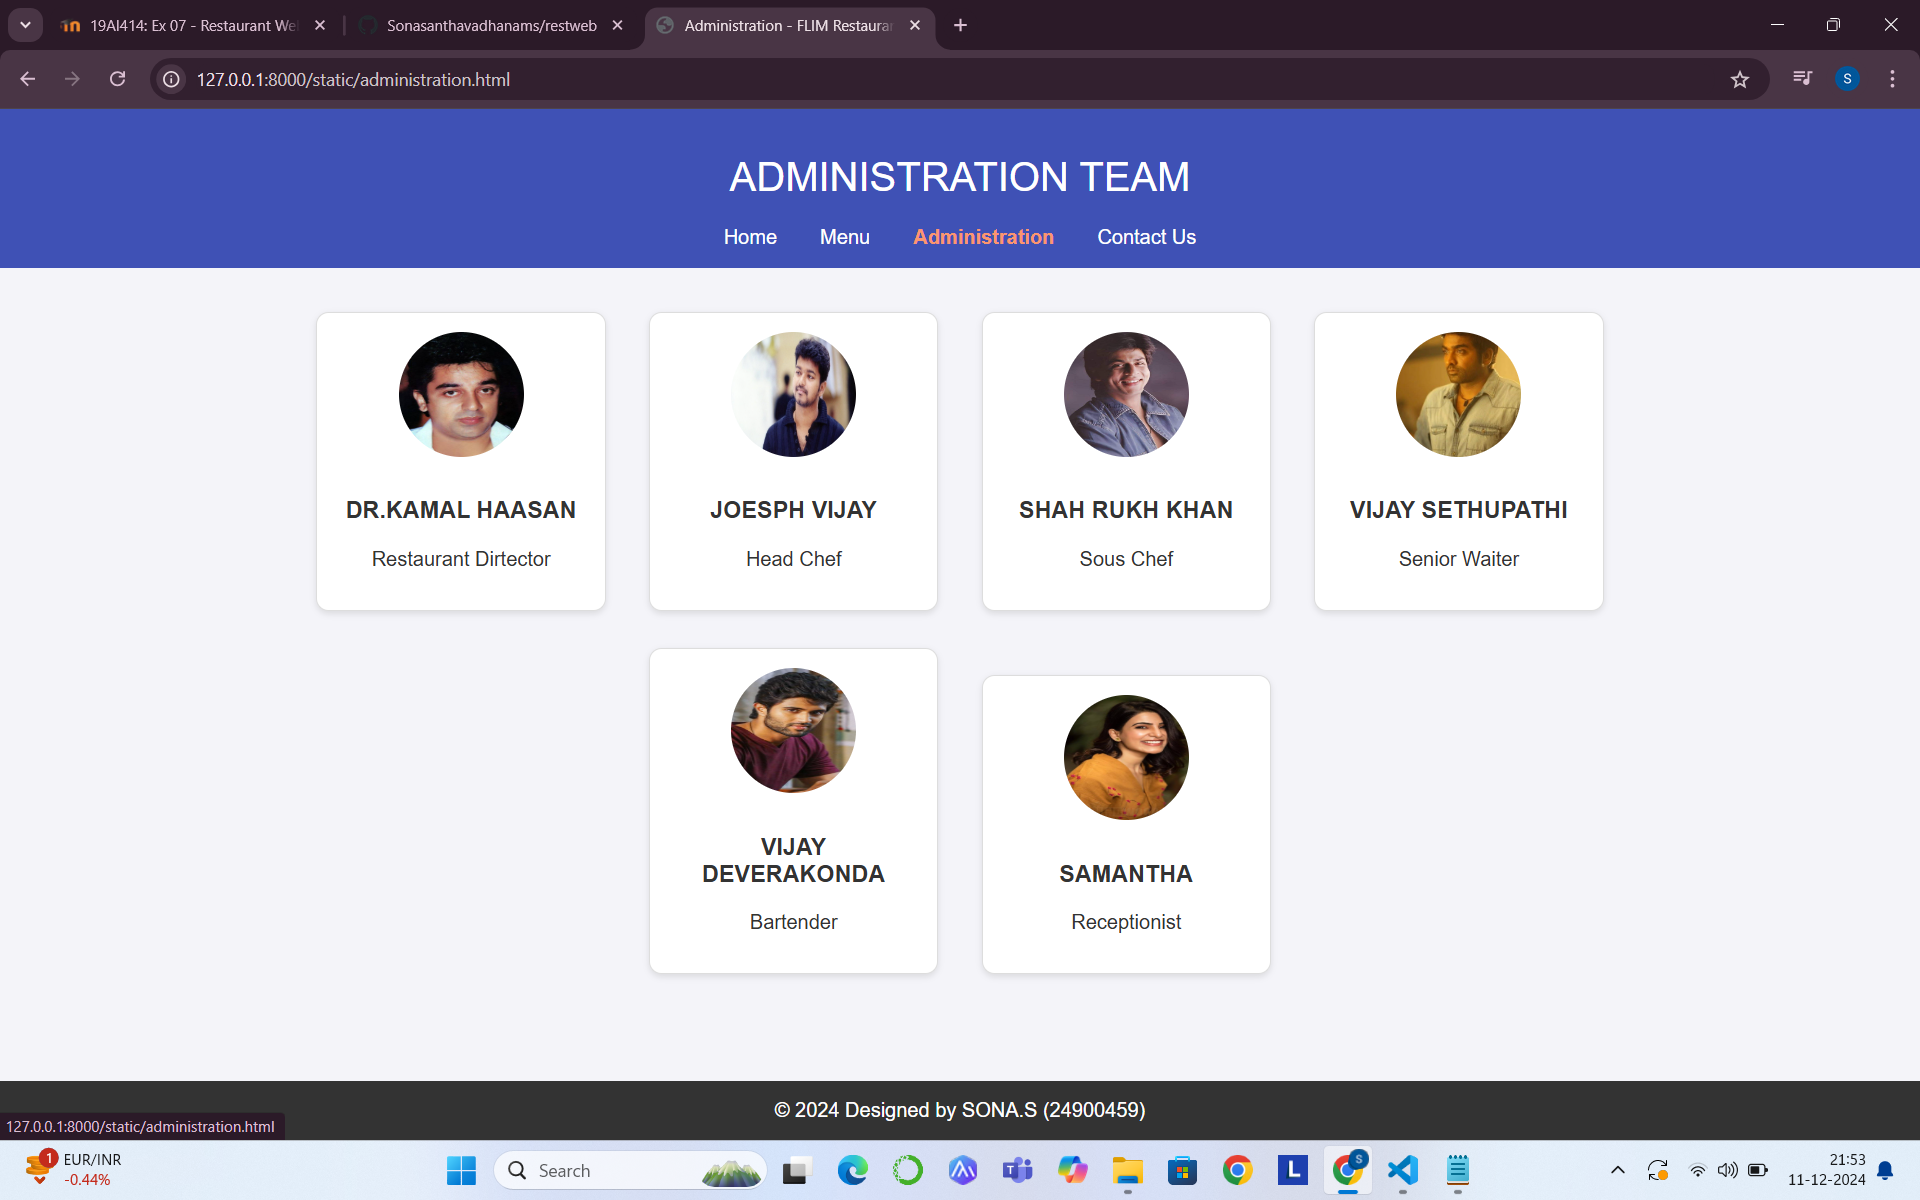 19AI414: Ex 07 - Restaurant We
Sonasanthavadhanams/restweb
Administration - FLIM Restaurar
127.0.0.1:8000/static/administration.html
S
ADMINISTRATION TEAM
Home Menu Administration Contact Us
DR.KAMAL HAASAN
Restaurant Dirtector
JOESPH VIJAY
Head Chef
SHAH RUKH KHAN
Sous Chef
VIJAY SETHUPATHI
Senior Waiter
VIJAY
DEVERAKONDA
Bartender
SAMANTHA
Receptionist
© 2024 Designed by SONA.S (24900459)
127.0.0.1:8000/static/administration.html
1
EUR/INR
-0.44%
Search
L
S
21:53
11-12-2024